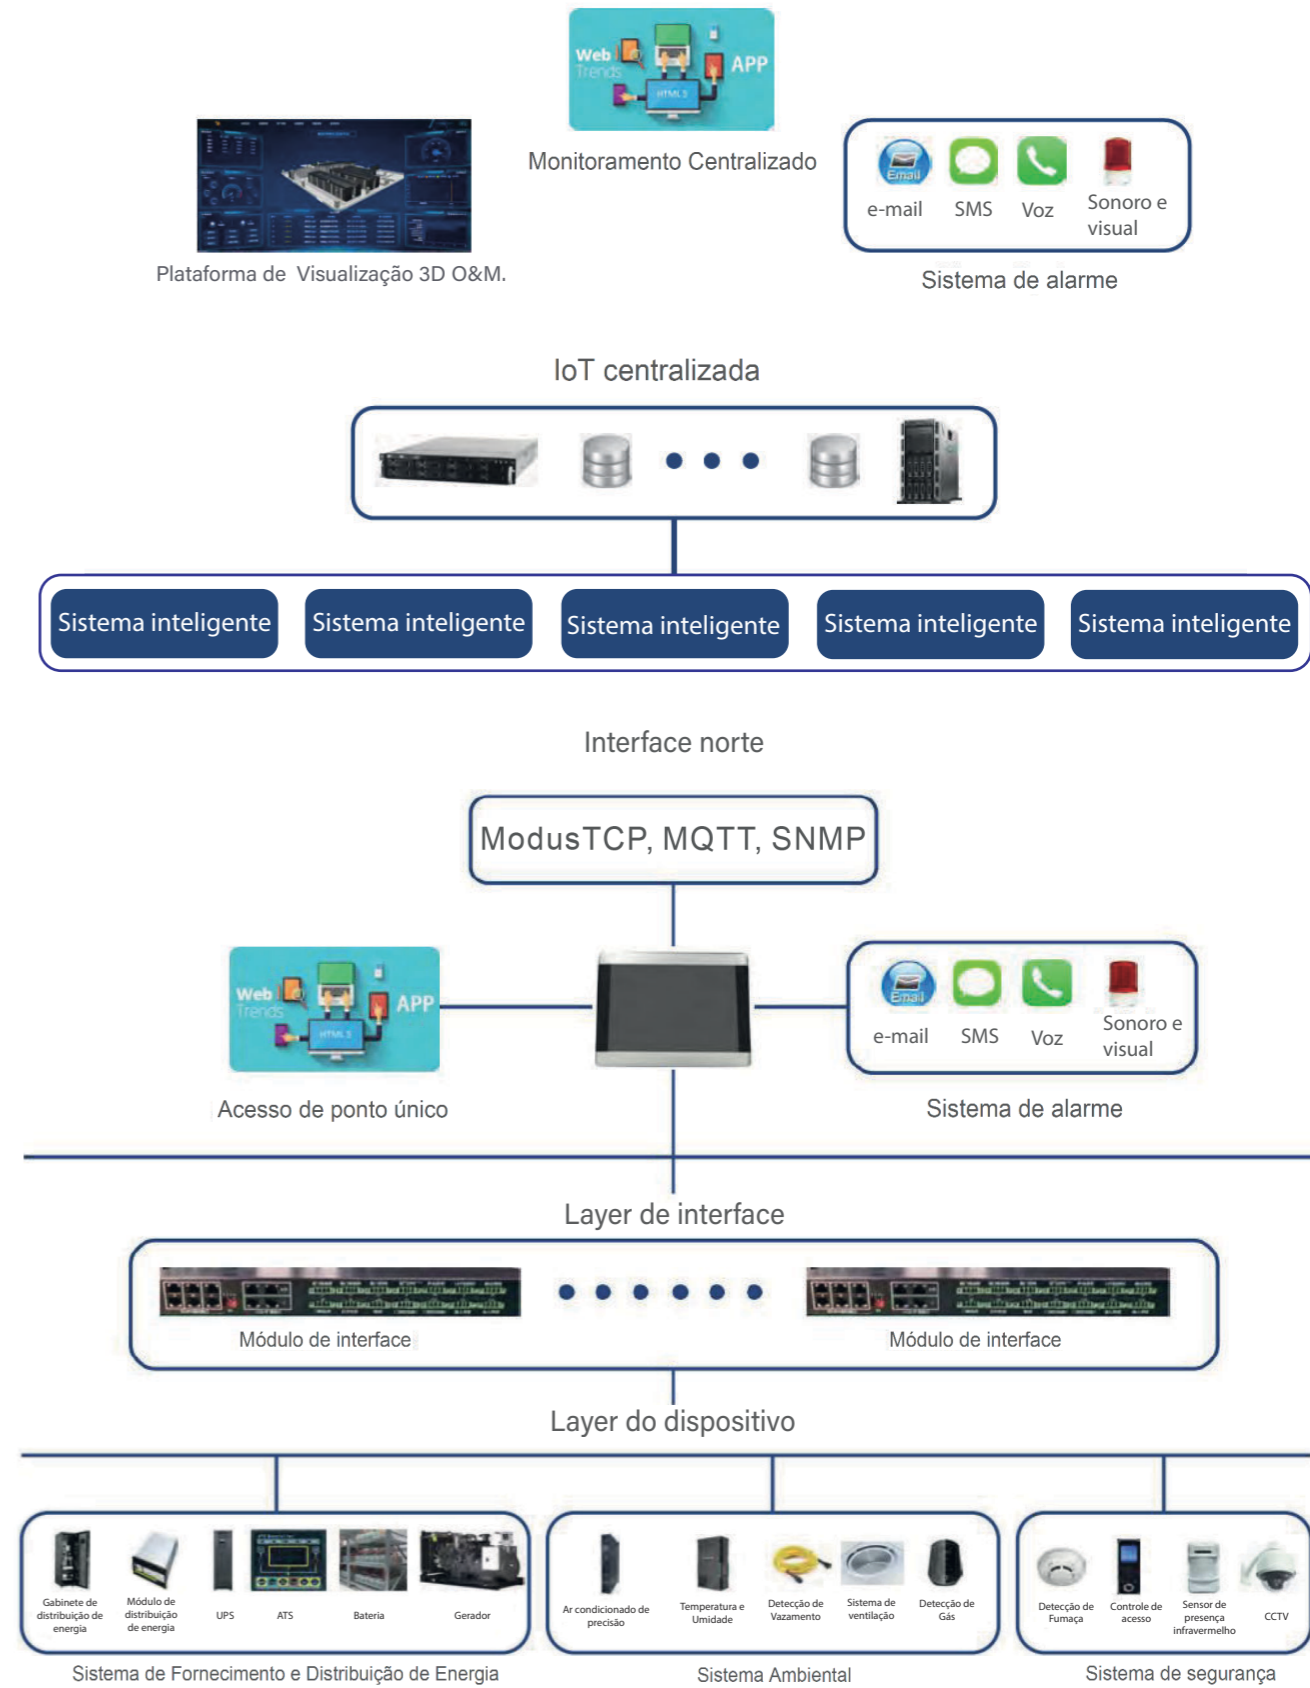 Web
Trends
APP
HTML 5
Monitoramento Centralizado
Plataforma de Visualização 3D O&M.
Email
e-mail
SMS
Voz
Sonoro e
visual
Sistema de alarme
IoT centralizada
Sistema inteligente
Sistema inteligente
Sistema inteligente
Sistema inteligente
Sistema inteligente
Interface norte
ModusTCP, MQTT, SNMP
Web
Trends
APP
HTML 5
Acesso de ponto único
Email
e-mail
SMS
Voz
Sonoro e
visual
Sistema de alarme
Layer de interface
Módulo de interface
Módulo de interface
Layer do dispositivo
Gabinete de
distribuição de
energia
Módulo de
distribuição
de energia
UPS
ATS
Bateria
Gerador
Sistema de Fornecimento e Distribuição de Energia
Ar condicionado de
precisão
Temperatura e
Umidade
Detecção de
Vazamento
Sistema de
ventilação
Detecção de
Gás
Sistema Ambiental
Detecção de
Fumaça
Controle de
acesso
Sensor de
presença
infravermelho
CCTV
Sistema de segurança